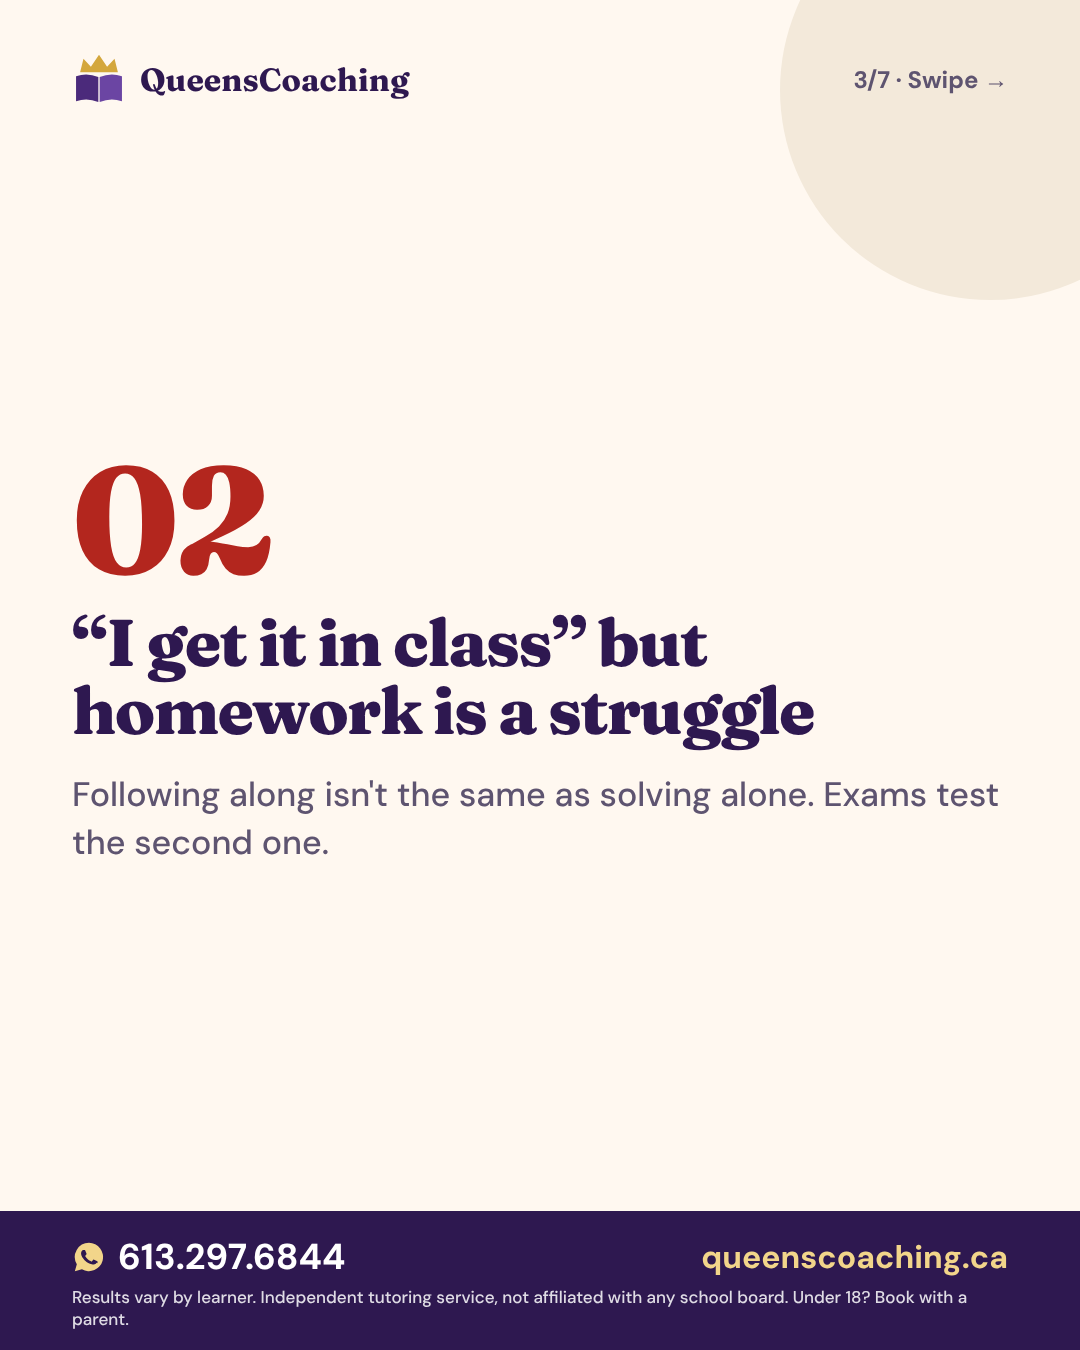 QueensCoaching
3/7 · Swipe →
02
“I get it in class” but
homework is a struggle
Following along isn't the same as solving alone. Exams test
the second one.
613.297.6844
queenscoaching.ca
Results vary by learner. Independent tutoring service, not affiliated with any school board. Under 18? Book with a
parent.